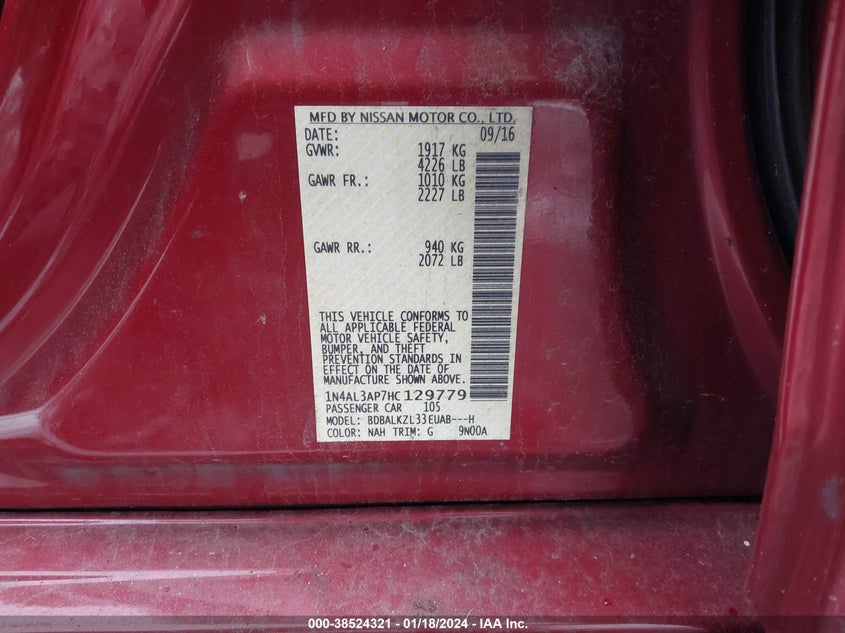 MFD BY NISSAN MOTOR CO., LTD.
DATE: 09/16
GVWR: 1917 KG
4226 LB
GAWR FR.: 1010 KG
2227 LB
GAWR RR.: 940 KG
2072 LB
THIS VEHICLE CONFORMS TO
ALL APPLICABLE FEDERAL
MOTOR VEHICLE SAFETY,
BUMPER, AND THEFT
PREVENTION STANDARDS IN
EFFECT ON THE DATE OF
MANUFACTURE SHOWN ABOVE.
1N4AL3AP7HC129779
PASSENGER CAR 105
MODEL: BDBALKZL33EUAB---H
COLOR: NAH TRIM: G 9N00A
000-38524321 - 01/18/2024 - IAA Inc.